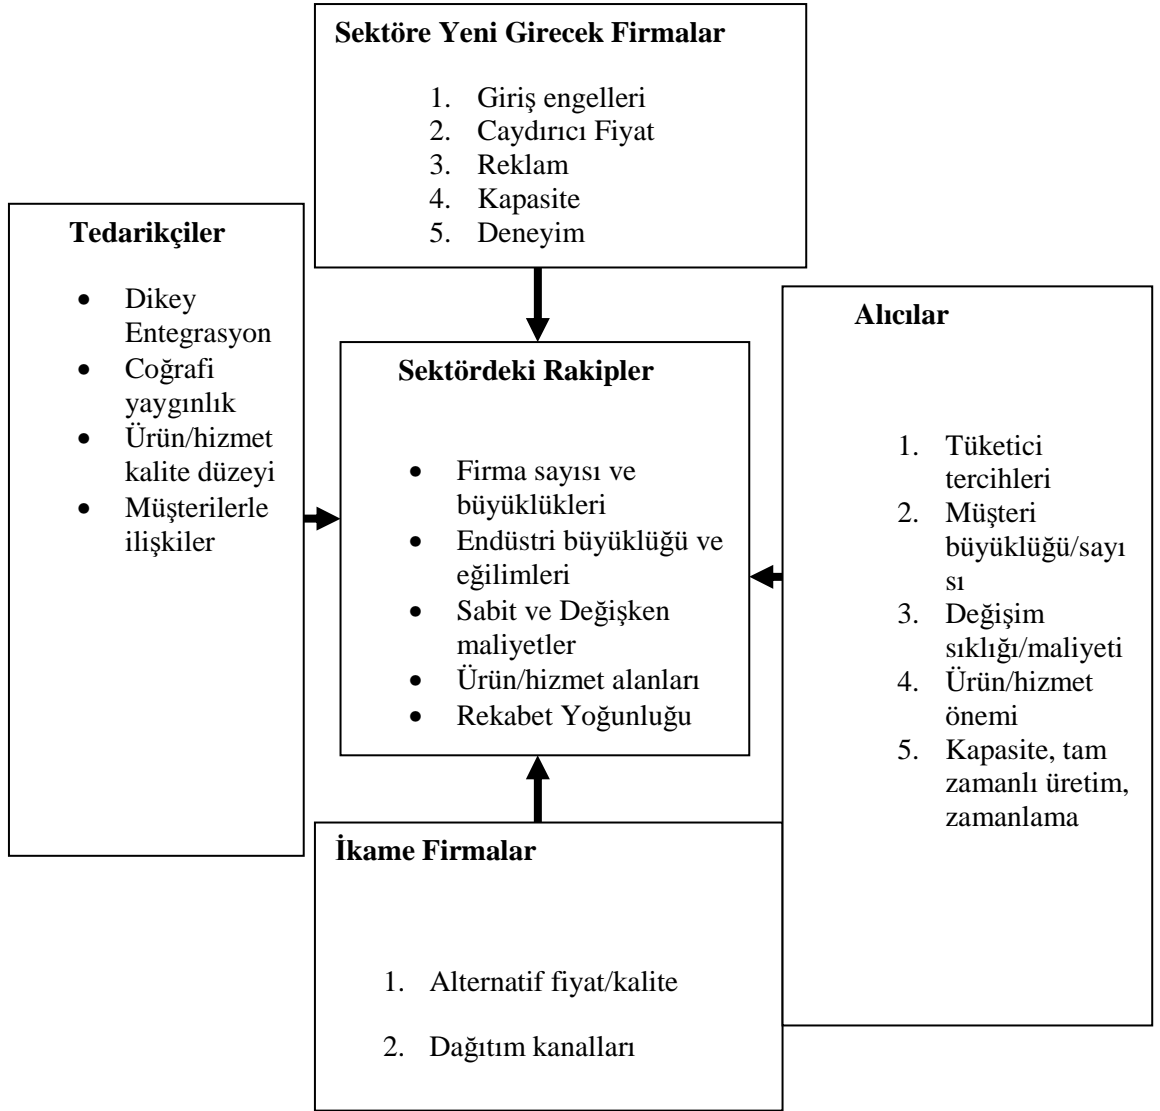 Sektöre Yeni Girecek Firmalar
1. Giriş engelleri
2. Caydırıcı Fiyat
3. Reklam
4. Kapasite
5. Deneyim
Tedarikçiler
• Dikey
Entegrasyon
• Coğrafi
yaygınlık
• Ürün/hizmet
kalite düzeyi
• Müşterilerle
ilişkiler
Sektördeki Rakipler
• Firma sayısı ve
büyüklükleri
• Endüstri büyüklüğü ve
eğilimleri
• Sabit ve Değişken
maliyetler
• Ürün/hizmet alanları
• Rekabet Yoğunluğu
Alıcılar
1. Tüketici
tercihleri
2. Müşteri
büyüklüğü/sayı
sı
3. Değişim
sıklığı/maliyeti
4. Ürün/hizmet
önemi
5. Kapasite, tam
zamanlı üretim,
zamanlama
İkame Firmalar
1. Alternatif fiyat/kalite
2. Dağıtım kanalları